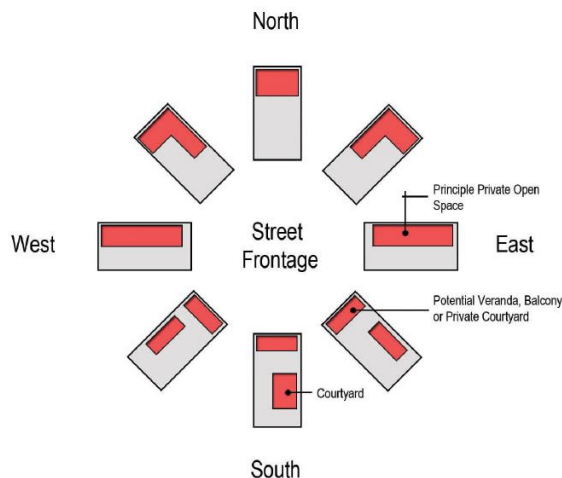 North
Principle Private Open
Space
West
Street
Frontage
East
Potential Veranda, Balcony
or Private Courtyard
Courtyard
South